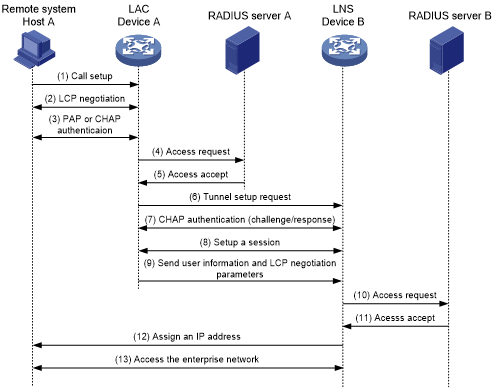 Remote system
Host A
LAC
Device A
RADIUS server A
LNS
Device B
RADIUS server B
(1) Call setup
(2) LCP negotiation
(3) PAP or CHAP
authenticaion
(4) Access request
(5) Access accept
(6) Tunnel setup request
(7) CHAP authentication (challenge/response)
(8) Setup a session
(9) Send user information and LCP negotiation
parameters
(10) Access request
(11) Acesss accept
(12) Assign an IP address
(13) Access the enterprise network